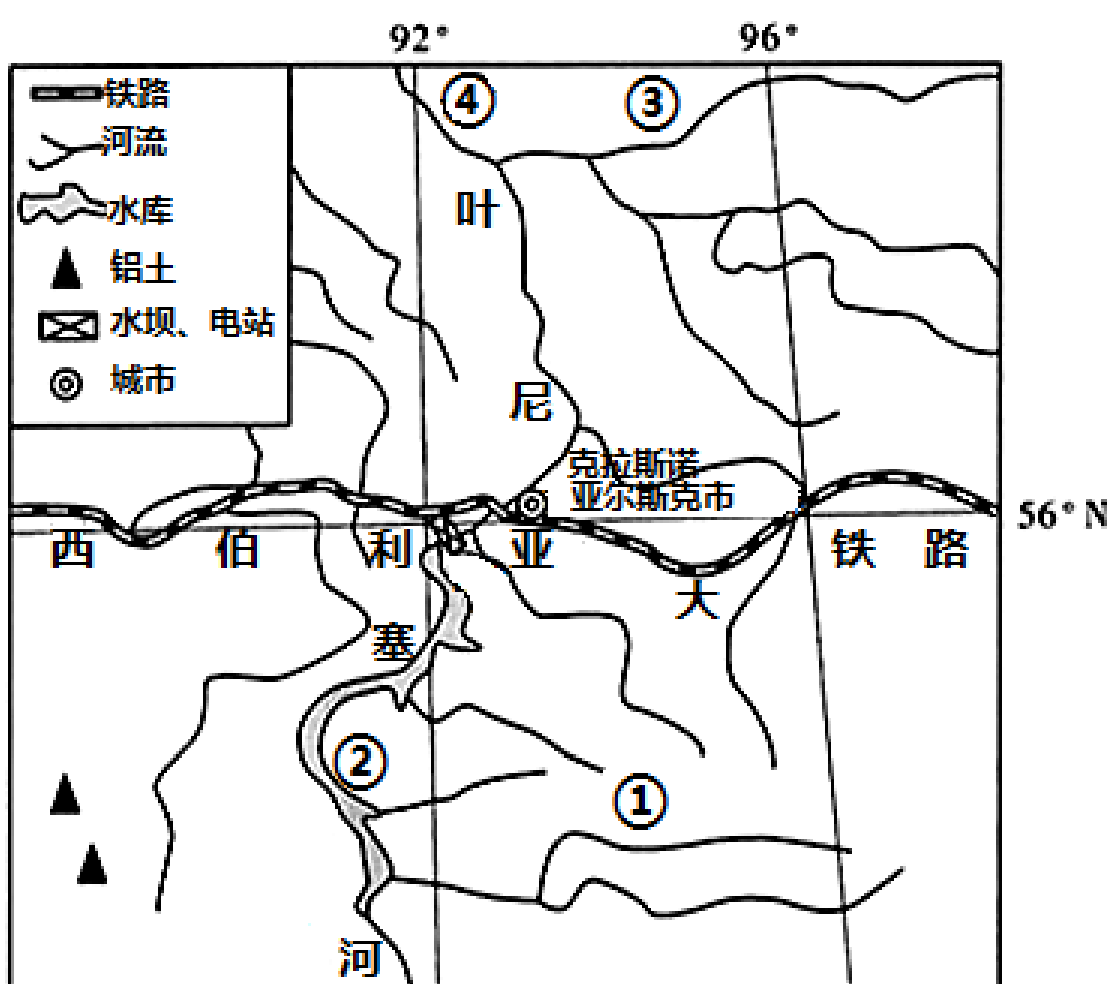 92°
96°
铁路
河流
水库
铝土
水坝、电站
城市
④
③
叶
尼
克拉斯诺
亚尔斯克市
56°N
西 伯 利 亚 大 铁 路
塞
②
①
河